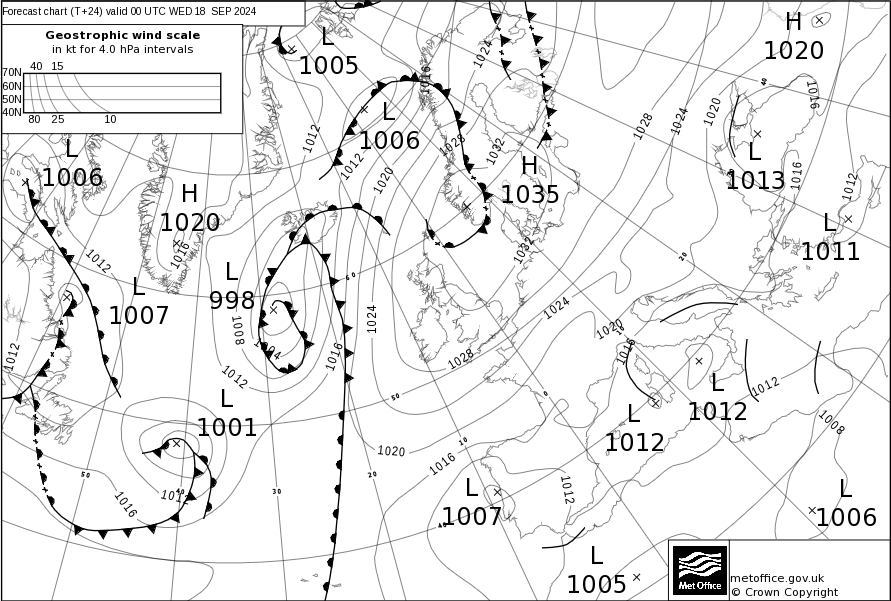 Forecast chart (T+24) valid 00 UTC WED 18 SEP 2024
Geostrophic wind scale
in kt for 4.0 hPa intervals
40 15
70N
60N
50N
40N
80 25 10
L
1005
H
1020
L
1006
L
1006
H
1035
L
1013
H
1020
L
1011
L
998
L
1007
L
1001
L
1012
L
1012
L
1007
L
1006
L
1005
1024
1016
1012
1012
1020
1028
1032
1032
1028
1024
1020
1016
1016
1012
1012
1016
1012
1008
1004
1012
1016
1024
1028
1024
1020
1016
1012
1008
1020
1016
1012
1012
1016
1012
40
20
60
50
0
10
20
30
40
50
40
10
Met Office
metoffice.gov.uk
© Crown Copyright